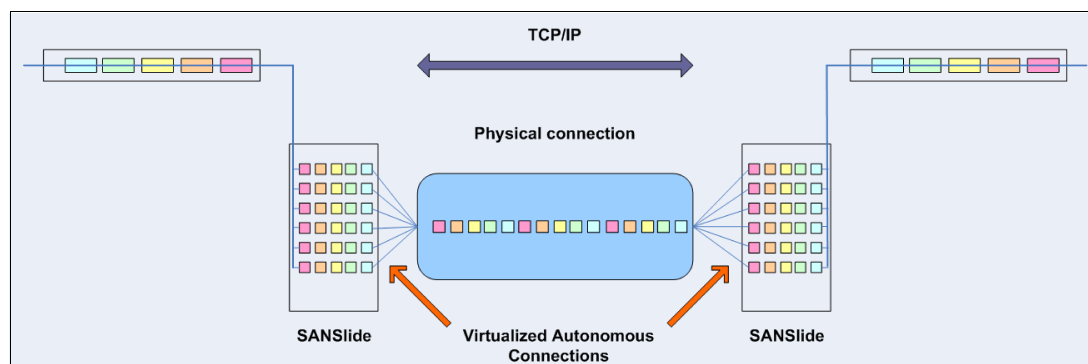 TCP/IP
Physical connection
SANSlide
Virtualized Autonomous
Connections
SANSlide